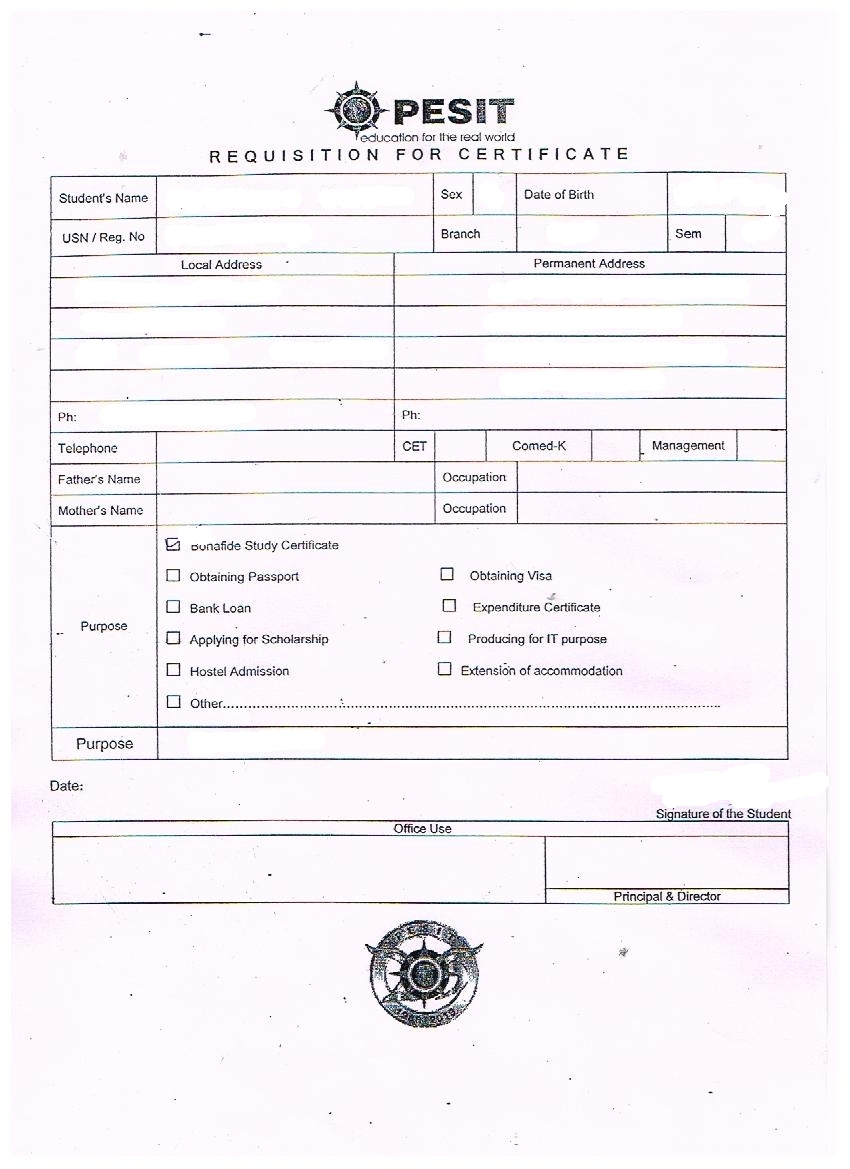 PESIT
education for the real world
REQUISITION FOR CERTIFICATE
Student's Name Sex Date of Birth
USN / Reg. No Branch Sem
Local Address Permanent Address
Ph: Ph:
Telephone CET Comed-K Management
Father's Name Occupation
Mother's Name Occupation
Purpose
Bonafide Study Certificate
Obtaining Passport Obtaining Visa
Bank Loan Expenditure Certificate
Applying for Scholarship Producing for IT purpose
Hostel Admission Extension of accommodation
Other..........................................................................................
Purpose
Date:
Signature of the Student
Office Use
Principal & Director
PESIT